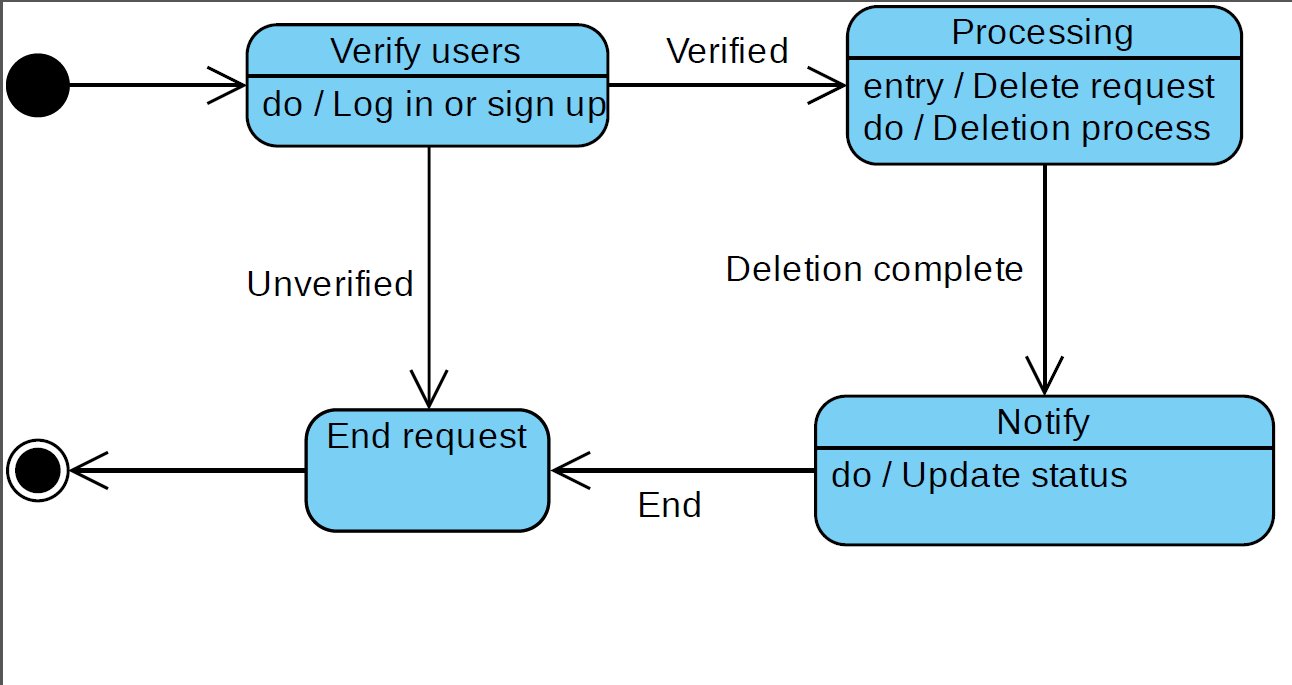 Verify users
do / Log in or sign up
Verified
Processing
entry / Delete request
do / Deletion process
Unverified
Deletion complete
End request
End
Notify
do / Update status